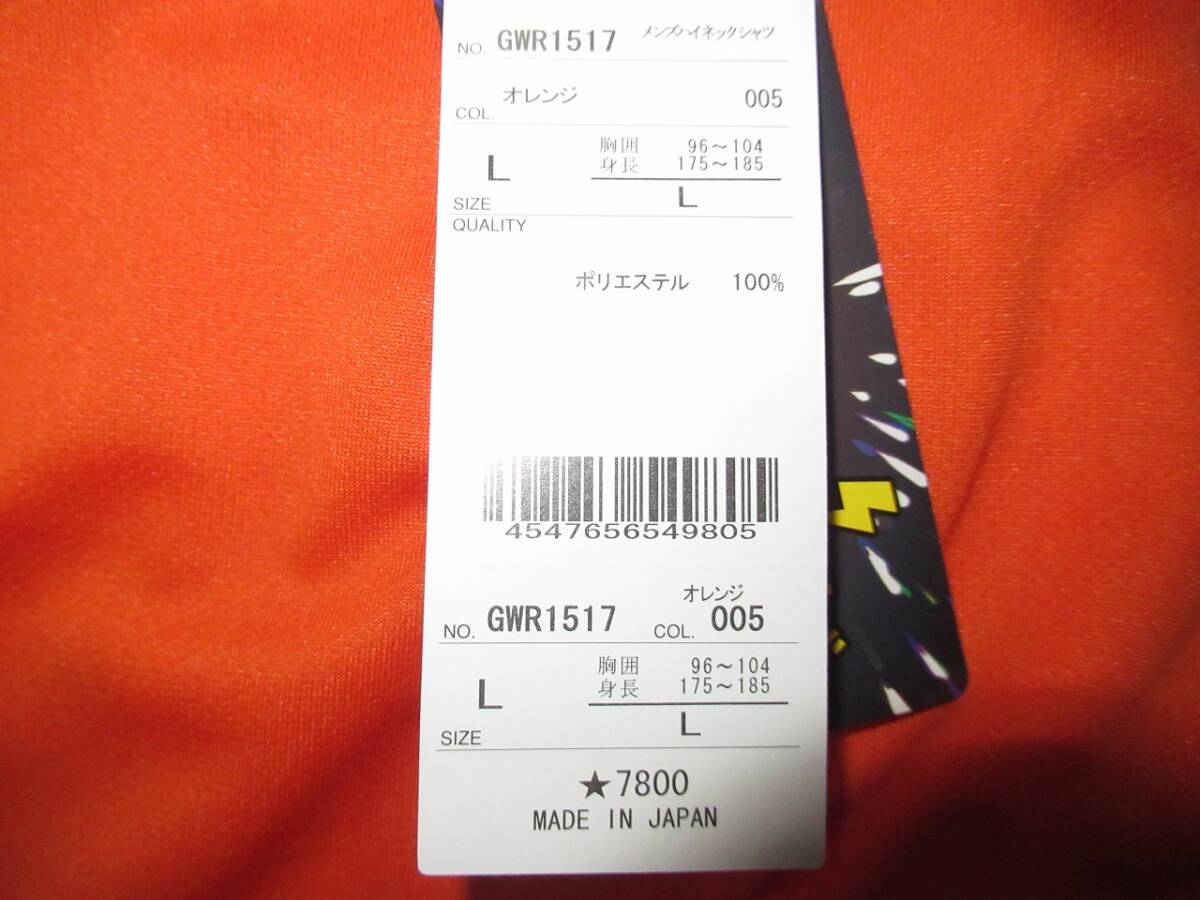 NO. GWR1517 メンズハイネックシャツ
COL. オレンジ 005
胸囲 96～104
L 身長 175～185
SIZE L
QUALITY
ポリエステル 100%
4547656549805
オレンジ
NO. GWR1517 COL. 005
胸囲 96～104
L 身長 175～185
SIZE L
★7800
MADE IN JAPAN